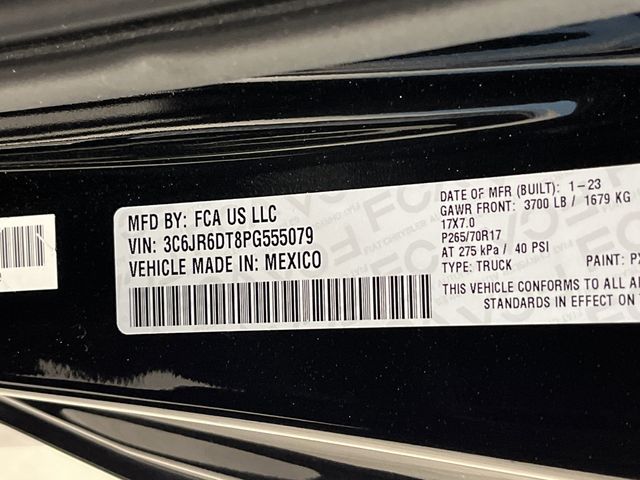 MFD BY: FCA US LLC
VIN: 3C6JR6DT8PG555079
VEHICLE MADE IN: MEXICO
DATE OF MFR (BUILT): 1-23
GAWR FRONT: 3700 LB / 1679 KG
17X7.0
P265/70R17
AT 275 kPa / 40 PSI
TYPE: TRUCK PAINT: PX
THIS VEHICLE CONFORMS TO ALL
STANDARDS IN EFFECT ON